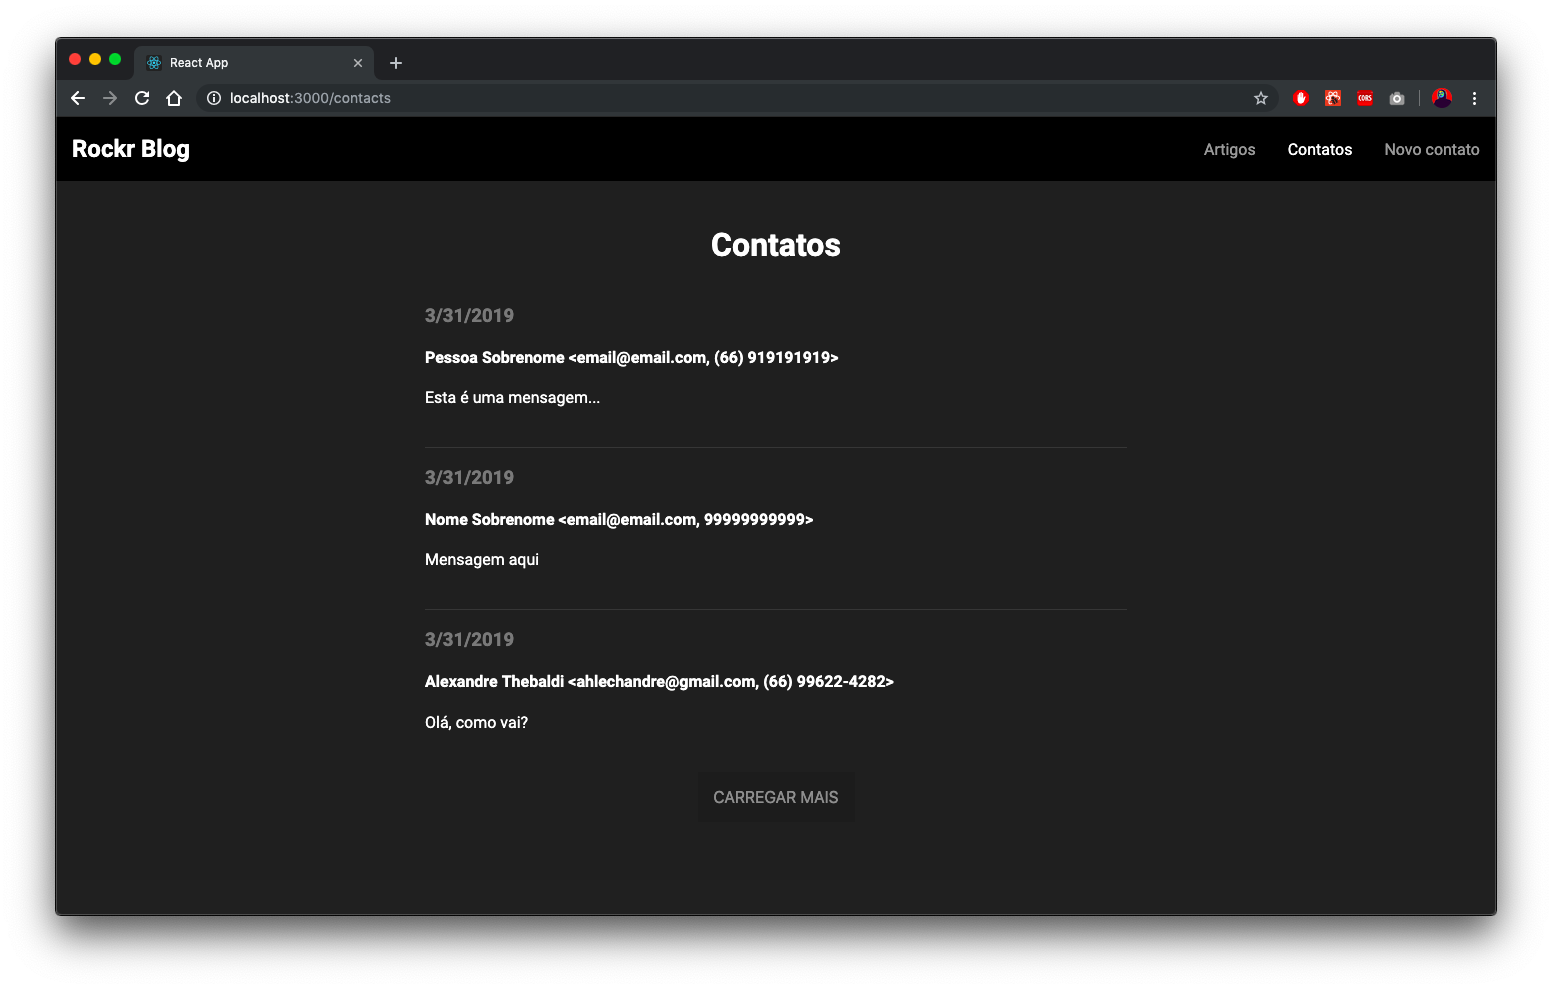 React App
localhost:3000/contacts
CORS
Rockr Blog
Artigos Contatos Novo contato
Contatos
3/31/2019
Pessoa Sobrenome <email@email.com, (66) 919191919>
Esta é uma mensagem...
3/31/2019
Nome Sobrenome <email@email.com, 99999999999>
Mensagem aqui
3/31/2019
Alexandre Thebaldi <ahlechandre@gmail.com, (66) 99622-4282>
Olá, como vai?
CARREGAR MAIS